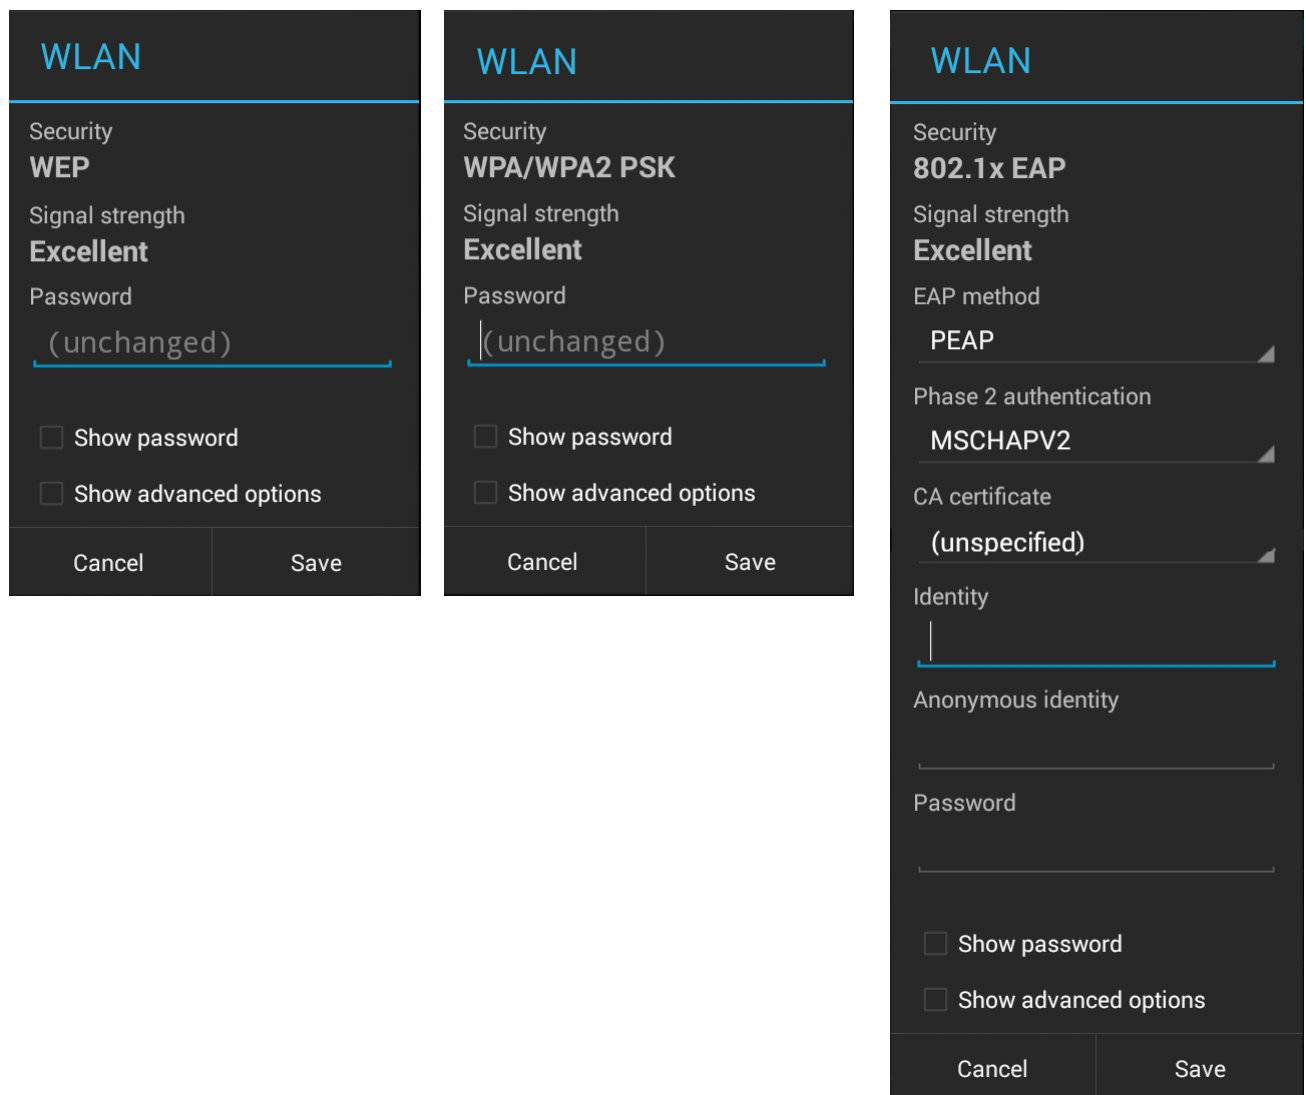 WLAN
Security
WEP
Signal strength
Excellent
Password
(unchanged)
Show password
Show advanced options
Cancel Save
WLAN
Security
WPA/WPA2 PSK
Signal strength
Excellent
Password
(unchanged)
Show password
Show advanced options
Cancel Save
WLAN
Security
802.1x EAP
Signal strength
Excellent
EAP method
PEAP
Phase 2 authentication
MSCHAPV2
CA certificate
(unspecified)
Identity
Anonymous identity
Password
Show password
Show advanced options
Cancel Save